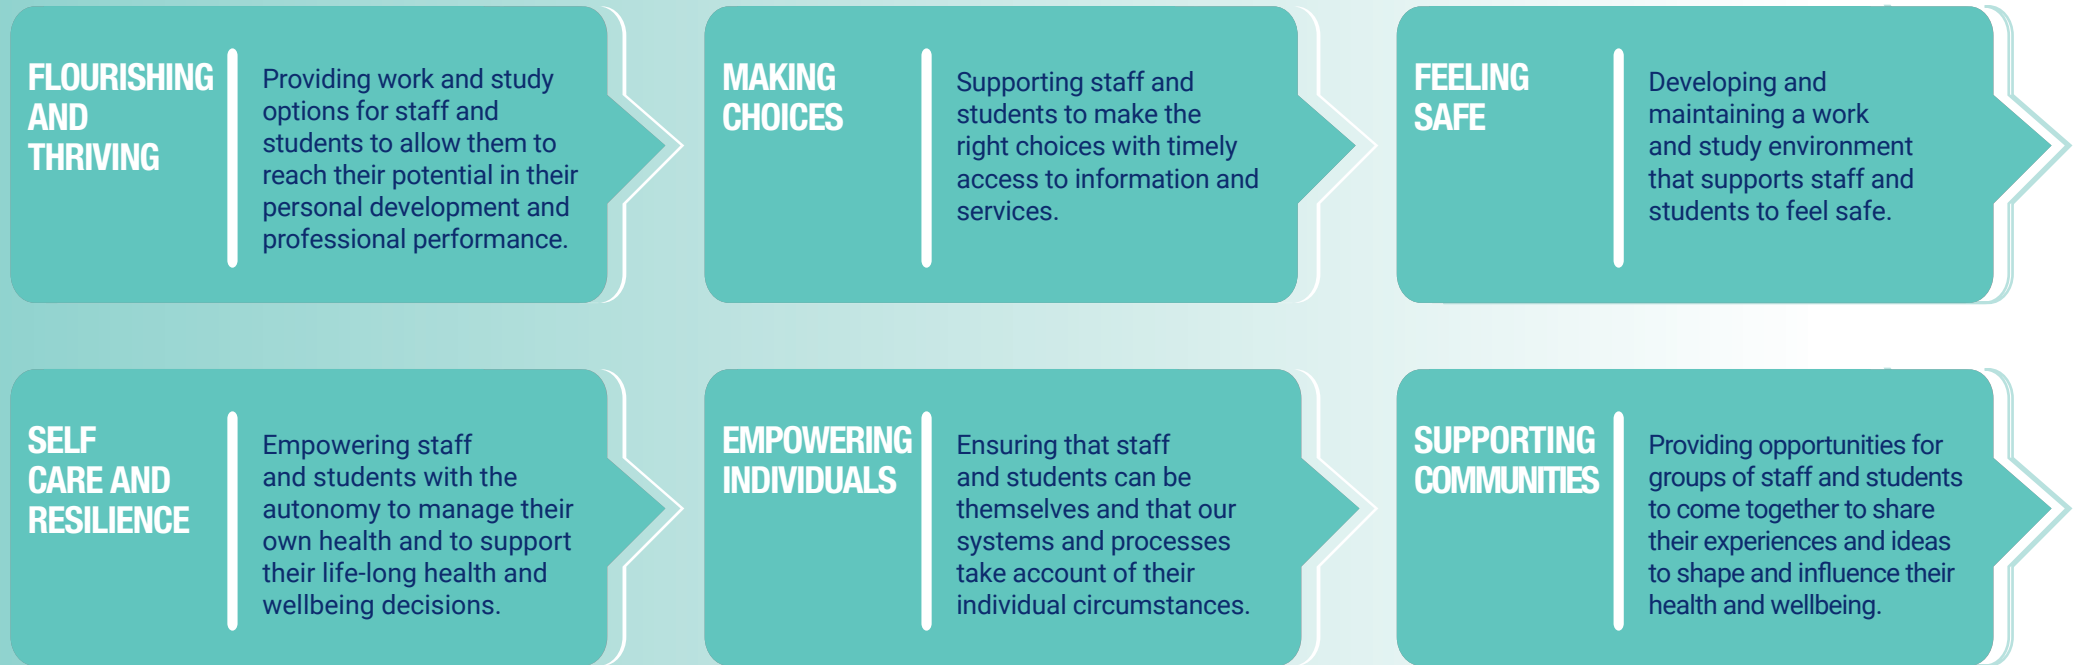 FLOURISHING
AND
THRIVING
Providing work and study
options for staff and
students to allow them to
reach their potential in their
personal development and
professional performance.
MAKING
CHOICES
Supporting staff and
students to make the
right choices with timely
access to information and
services.
FEELING
SAFE
Developing and
maintaining a work
and study environment
that supports staff and
students to feel safe.
SELF
CARE AND
RESILIENCE
Empowering staff
and students with the
autonomy to manage their
own health and to support
their life-long health and
wellbeing decisions.
EMPOWERING
INDIVIDUALS
Ensuring that staff
and students can be
themselves and that our
systems and processes
take account of their
individual circumstances.
SUPPORTING
COMMUNITIES
Providing opportunities for
groups of staff and students
to come together to share
their experiences and ideas
to shape and influence their
health and wellbeing.